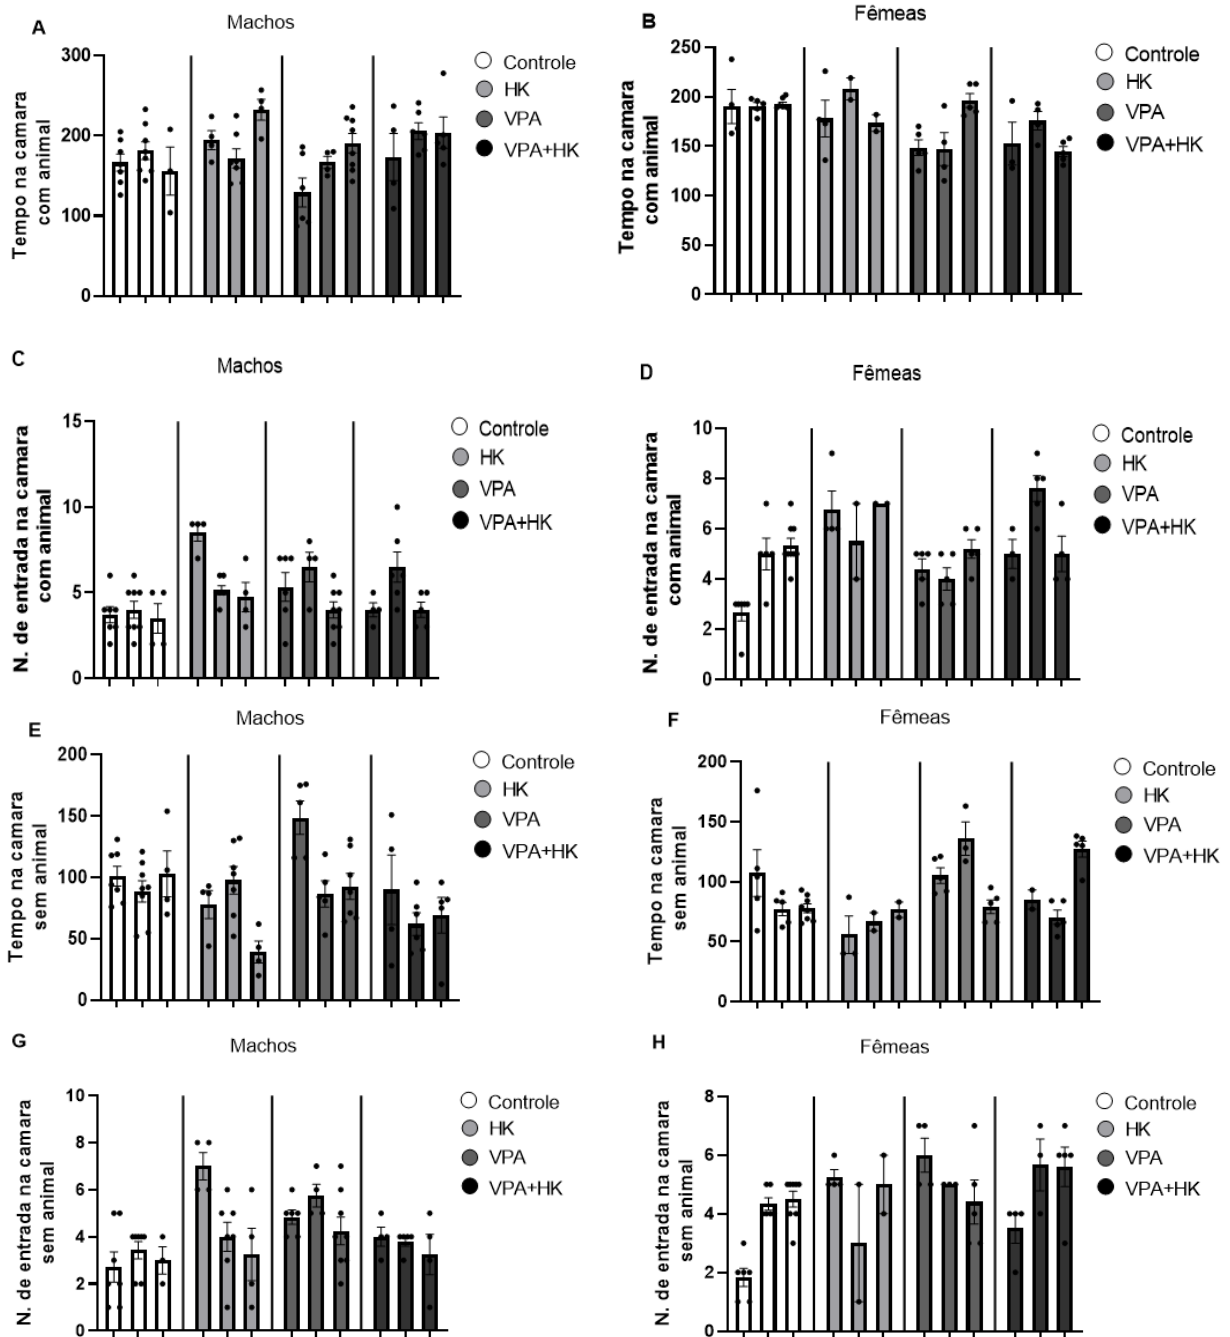 A
Machos
Tempo na camara
com animal
300
200
100
0
Controle
HK
VPA
VPA+HK
B
Fêmeas
Tempo na camara
com animal
250
200
150
100
50
0
Controle
HK
VPA
VPA+HK
C
Machos
N. de entrada na camara
com animal
15
10
5
0
Controle
HK
VPA
VPA+HK
D
Fêmeas
N. de entrada na camara
com animal
10
8
6
4
2
0
Controle
HK
VPA
VPA+HK
E
Machos
Tempo na camara
sem animal
200
150
100
50
0
Controle
HK
VPA
VPA+HK
F
Fêmeas
Tempo na camara
sem animal
200
150
100
50
0
Controle
HK
VPA
VPA+HK
G
Machos
N. de entrada na camara
sem animal
10
8
6
4
2
0
Controle
HK
VPA
VPA+HK
H
Fêmeas
N. de entrada na camara
sem animal
8
6
4
2
0
Controle
HK
VPA
VPA+HK